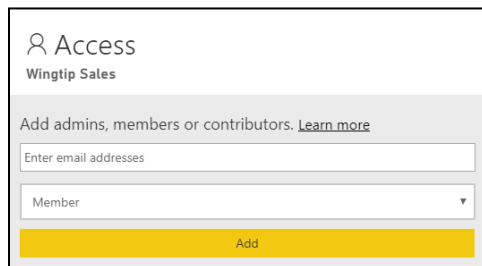 Access
Wingtip Sales
Add admins, members or contributors. Learn more
Enter email addresses
Member
Add